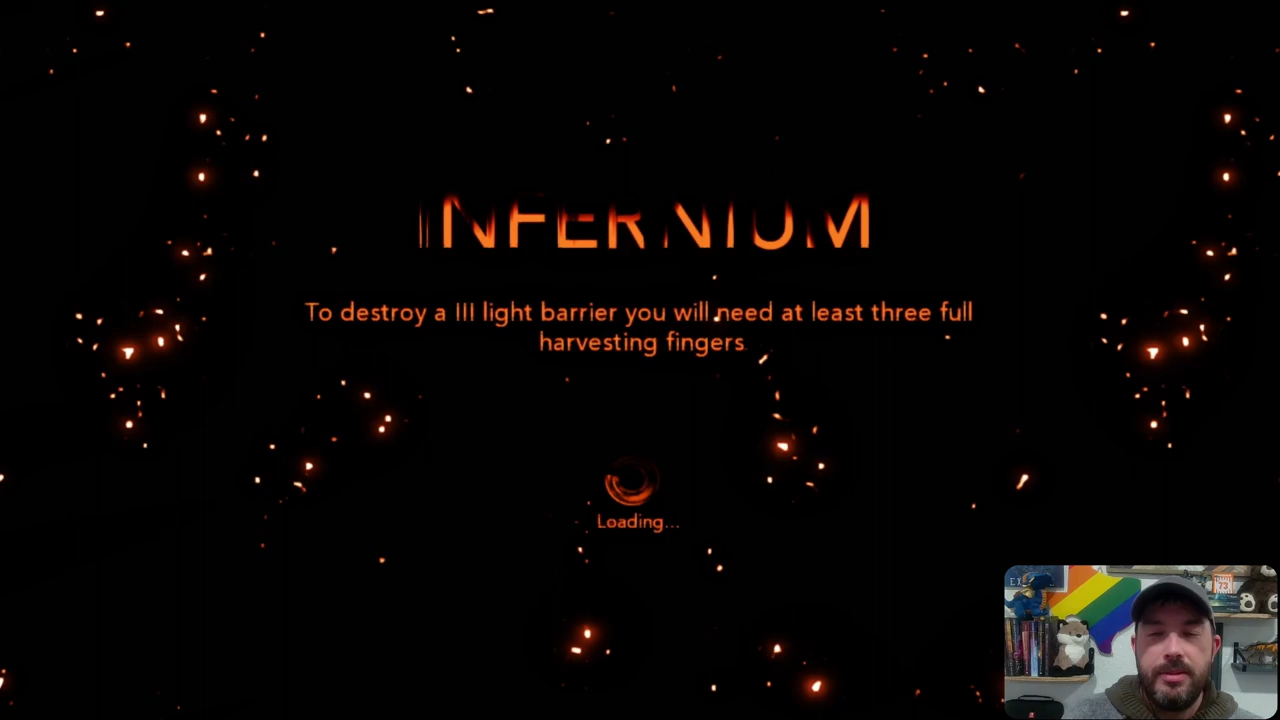 INFERNIUM
To destroy a III light barrier you will need at least three full
harvesting fingers
Loading...